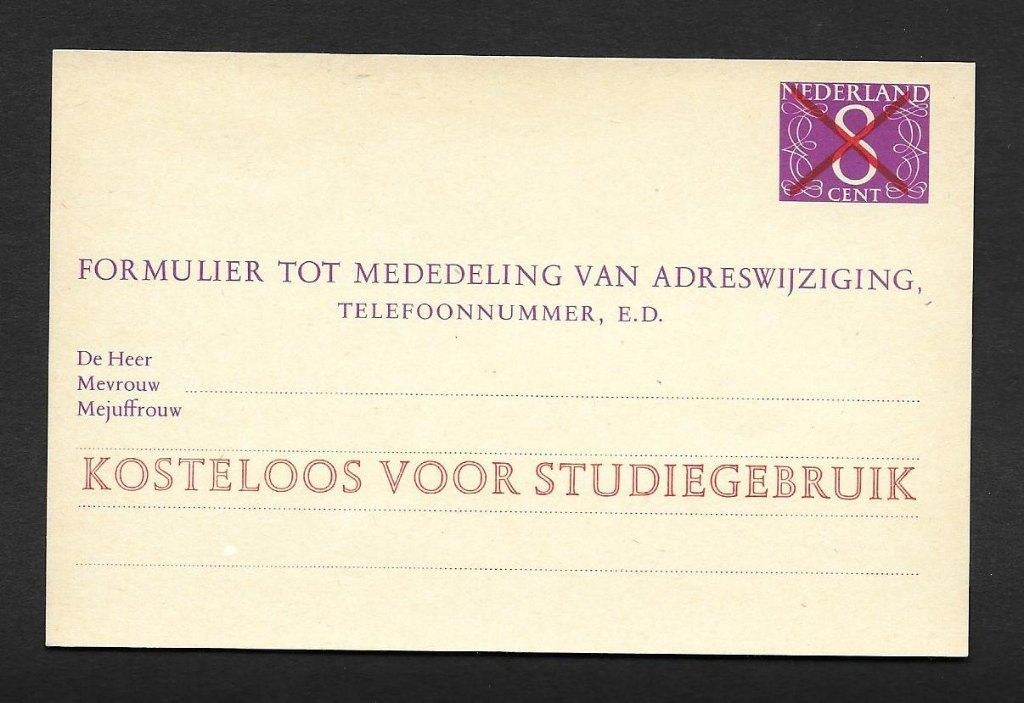 NEDERLAND
8
CENT
FORMULIER TOT MEDEDELING VAN ADRESWIJZIGING,
TELEFOONNUMMER, E.D.
De Heer
Mevrouw
Mejuffrouw
KOSTELOOS VOOR STUDIEGEBRUIK